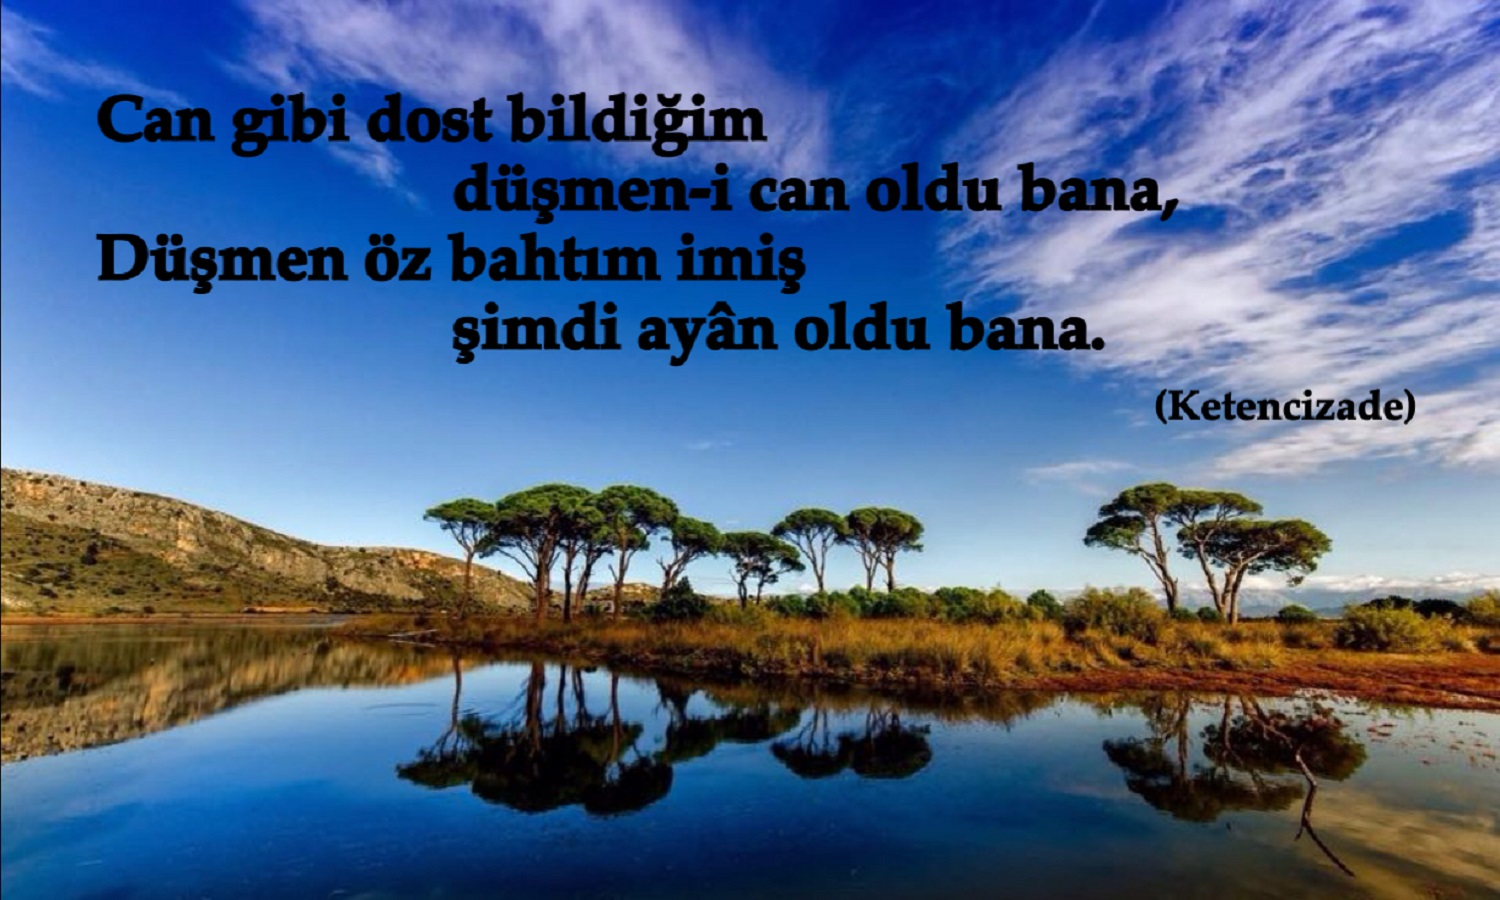 Can gibi dost bildiğim
düşmen-i can oldu bana,
Düşmen öz bahtım imiş
şimdi ayân oldu bana.
(Ketencizade)